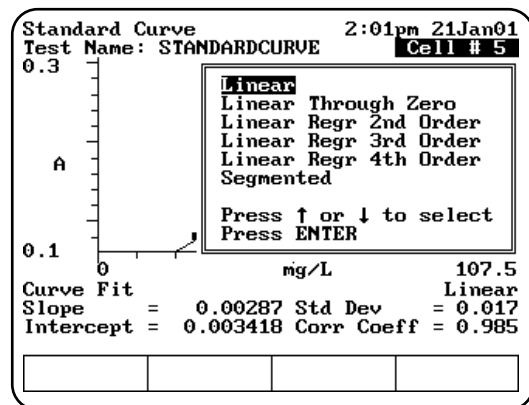 Standard Curve 2:01pm 21Jan01
Test Name: STANDARDCURVE Cell # 5
0.3
Linear
Linear Through Zero
Linear Regr 2nd Order
Linear Regr 3rd Order
A
Linear Regr 4th Order
Segmented
Press ↑ or ↓ to select
Press ENTER
0.1
0 mg/L 107.5
Curve Fit Linear
Slope = 0.00287 Std Dev = 0.017
Intercept = 0.003418 Corr Coeff = 0.985